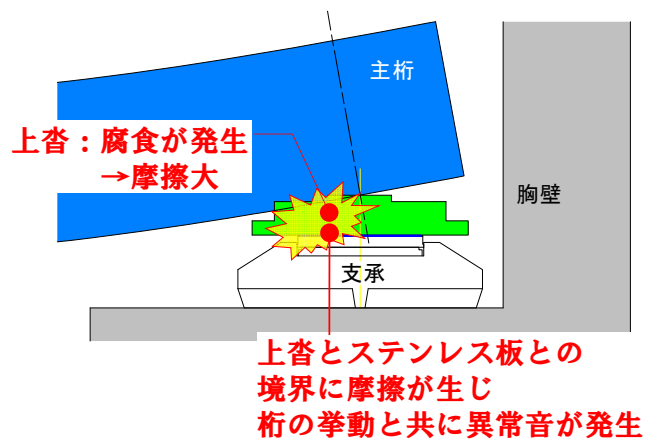 主桁
上沓：腐食が発生
→摩擦大
胸壁
支承
上沓とステンレス板との
境界に摩擦が生じ
桁の挙動と共に異常音が発生